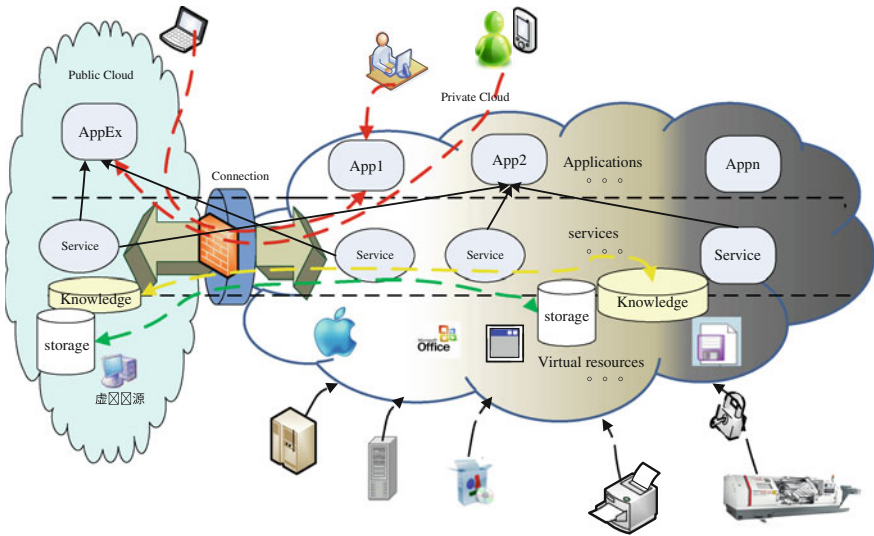 Public Cloud
Private Cloud
AppEx
Connection
App1
App2
Applications
Appn
Service
Service
Service
services
Service
Knowledge
Knowledge
storage
storage
Microsoft
Office
Virtual resources
虚源